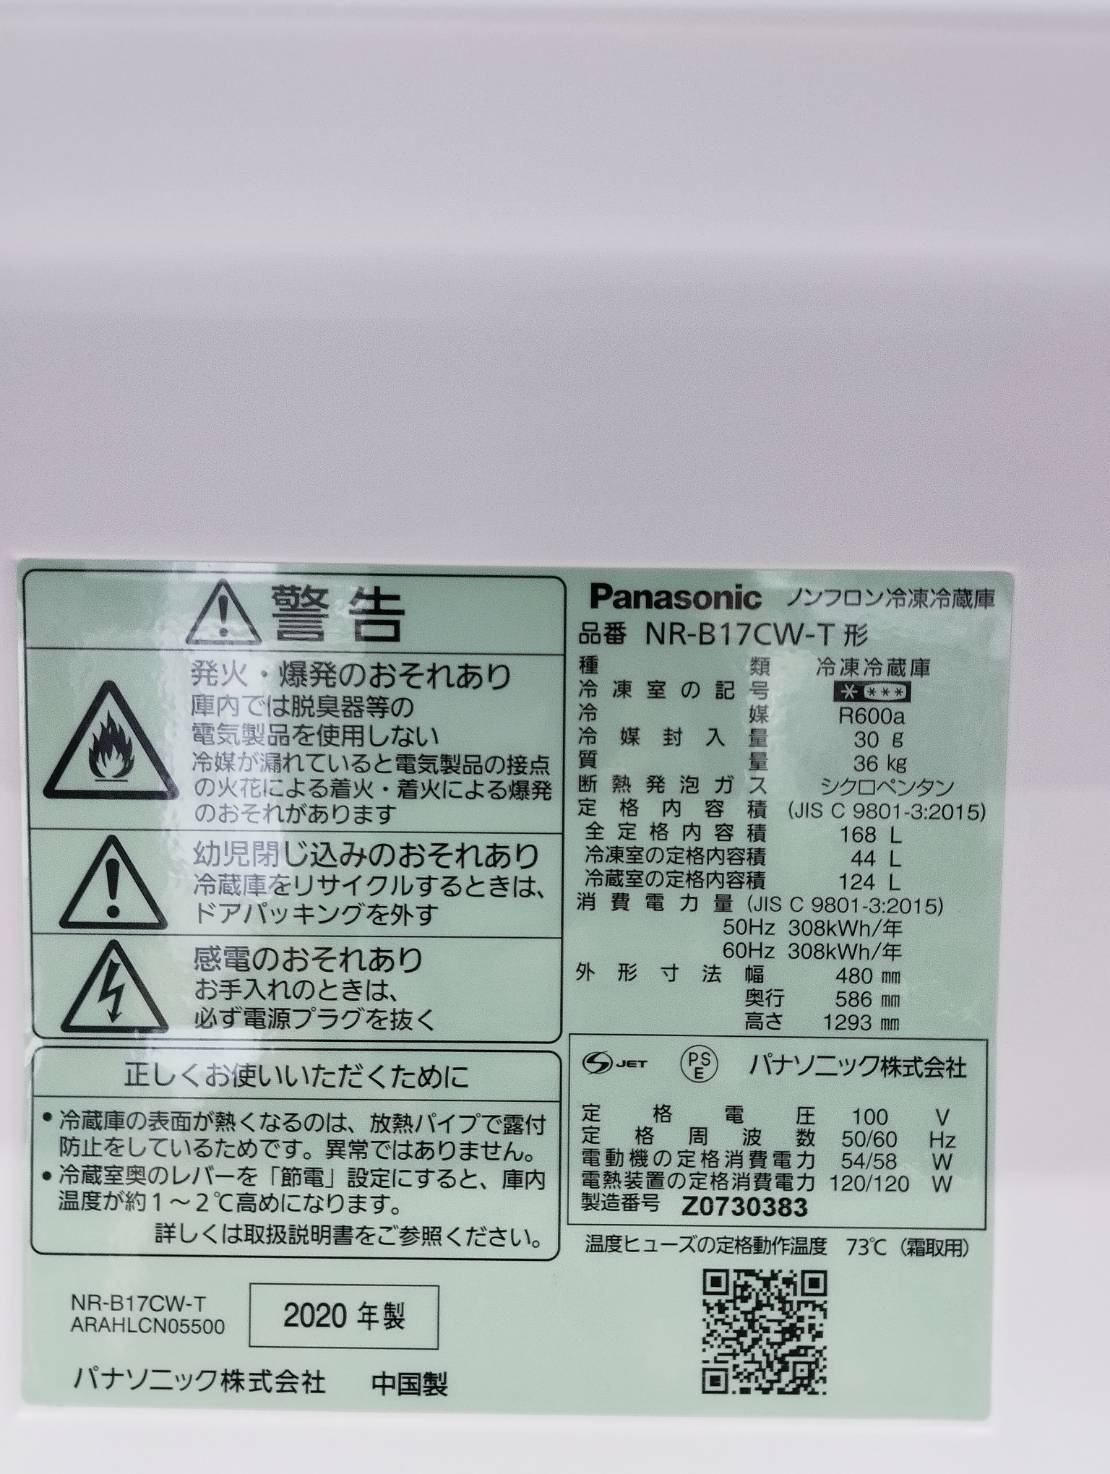 警告
発火・爆発のおそれあり
庫内では脱臭器等の
電気製品を使用しない
冷媒が漏れていると電気製品の接点
の火花による着火・着火による爆発
のおそれがあります
幼児閉じ込みのおそれあり
冷蔵庫をリサイクルするときは、
ドアパッキングを外す
感電のおそれあり
お手入れのときは、
必ず電源プラグを抜く
正しくお使いいただくために
・冷蔵庫の表面が熱くなるのは、放熱パイプで露付
防止をしているためです。異常ではありません。
・冷蔵室奥のレバーを「節電」設定にすると、庫内
温度が約1～2℃高めになります。
詳しくは取扱説明書をご参照ください。
NR-B17CW-T
ARAHLCN05500
2020年製
パナソニック株式会社 中国製
Panasonic ノンフロン冷凍冷蔵庫
品番 NR-B17CW-T形
種類 冷凍冷蔵庫
冷凍室の記号 * ***
冷媒 R600a
冷媒封入量 30 g
質量 36 kg
断熱発泡ガス シクロペンタン
定格内容積 (JIS C 9801-3:2015)
全定格内容積 168 L
冷凍室の定格内容積 44 L
冷蔵室の定格内容積 124 L
消費電力量 (JIS C 9801-3:2015)
50Hz 308kWh/年
60Hz 308kWh/年
外形寸法 幅 480 ㎜
奥行 586 ㎜
高さ 1293 ㎜
S JET PSE パナソニック株式会社
定格電圧 100 V
定格周波数 50/60 Hz
電動機の定格消費電力 54/58 W
電熱装置の定格消費電力 120/120 W
製造番号 Z0730383
温度ヒューズの定格動作温度 73℃（霜取用）